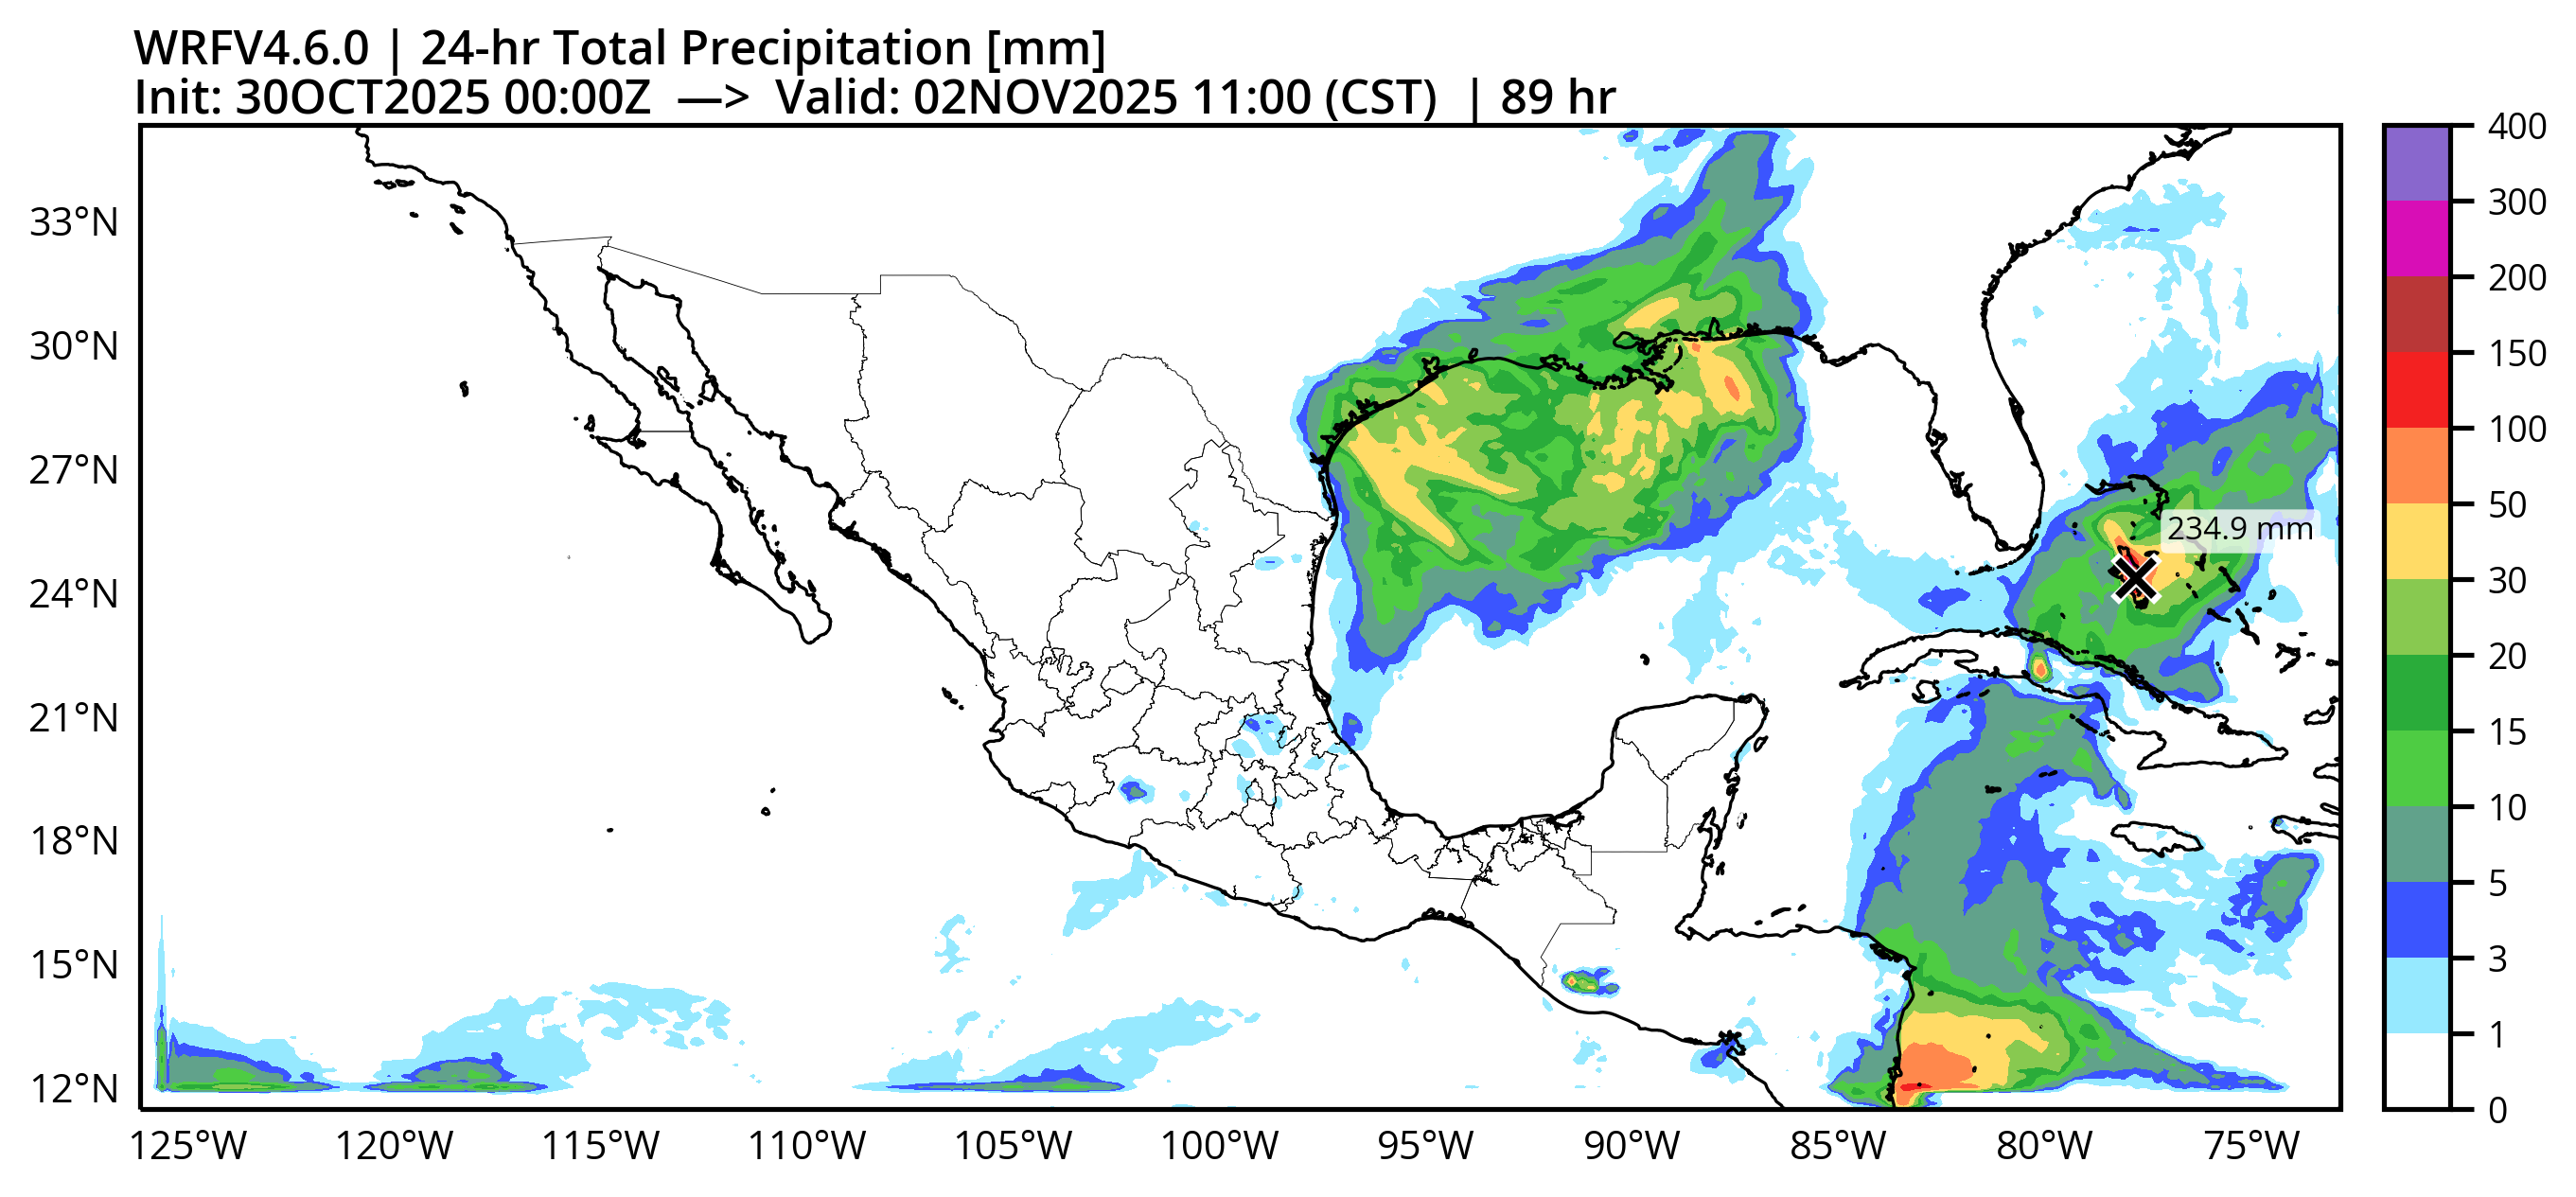 WRFV4.6.0 | 24-hr Total Precipitation [mm]
Init: 30OCT2025 00:00Z —> Valid: 02NOV2025 11:00 (CST) | 89 hr
33°N
30°N
27°N
24°N
21°N
18°N
15°N
12°N
234.9 mm
125°W 120°W 115°W 110°W 105°W 100°W 95°W 90°W 85°W 80°W 75°W
400
300
200
150
100
50
30
20
15
10
5
3
1
0